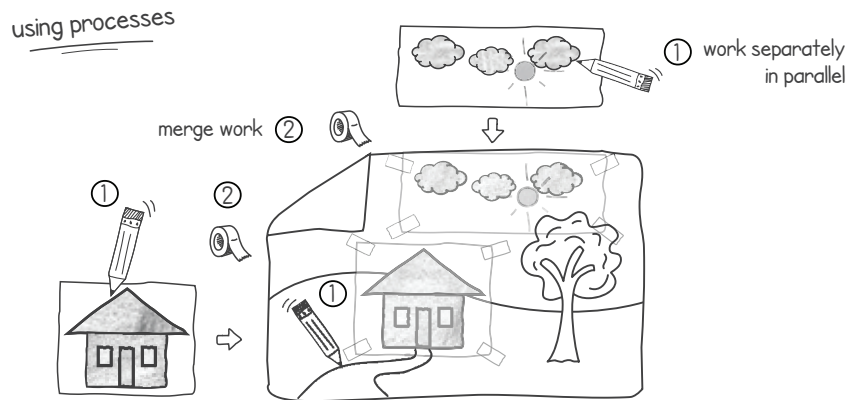 using processes
① work separately
in parallel
merge work ②
①
②
①